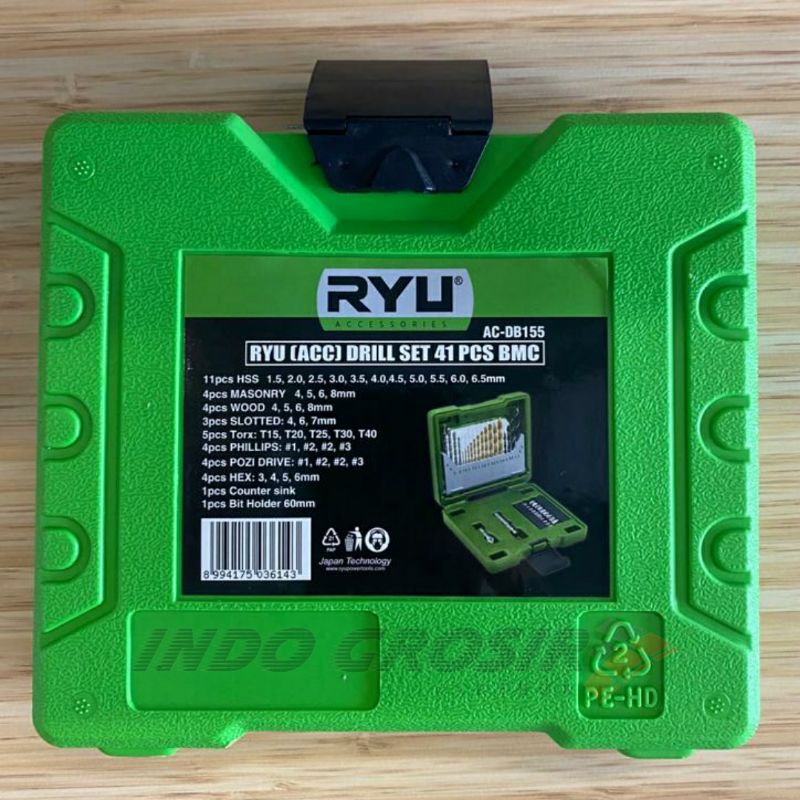 RYU®
ACCESSORIES
AC-DB155
RYU (ACC) DRILL SET 41 PCS BMC
11pcs HSS 1.5, 2.0, 2.5, 3.0, 3.5, 4.0,4.5, 5.0, 5.5, 6.0, 6.5mm
4pcs MASONRY 4, 5, 6, 8mm
4pcs WOOD 4, 5, 6, 8mm
3pcs SLOTTED: 4, 6, 7mm
5pcs Torx: T15, T20, T25, T30, T40
4pcs PHILLIPS: #1, #2, #2, #3
4pcs POZI DRIVE: #1, #2, #2, #3
4pcs HEX: 3, 4, 5, 6mm
1pcs Counter sink
1pcs Bit Holder 60mm
21
PAP
Japan Technology
www.ryupowertools.com
8 994175 036143
INDO GROSIR
2
PE-HD